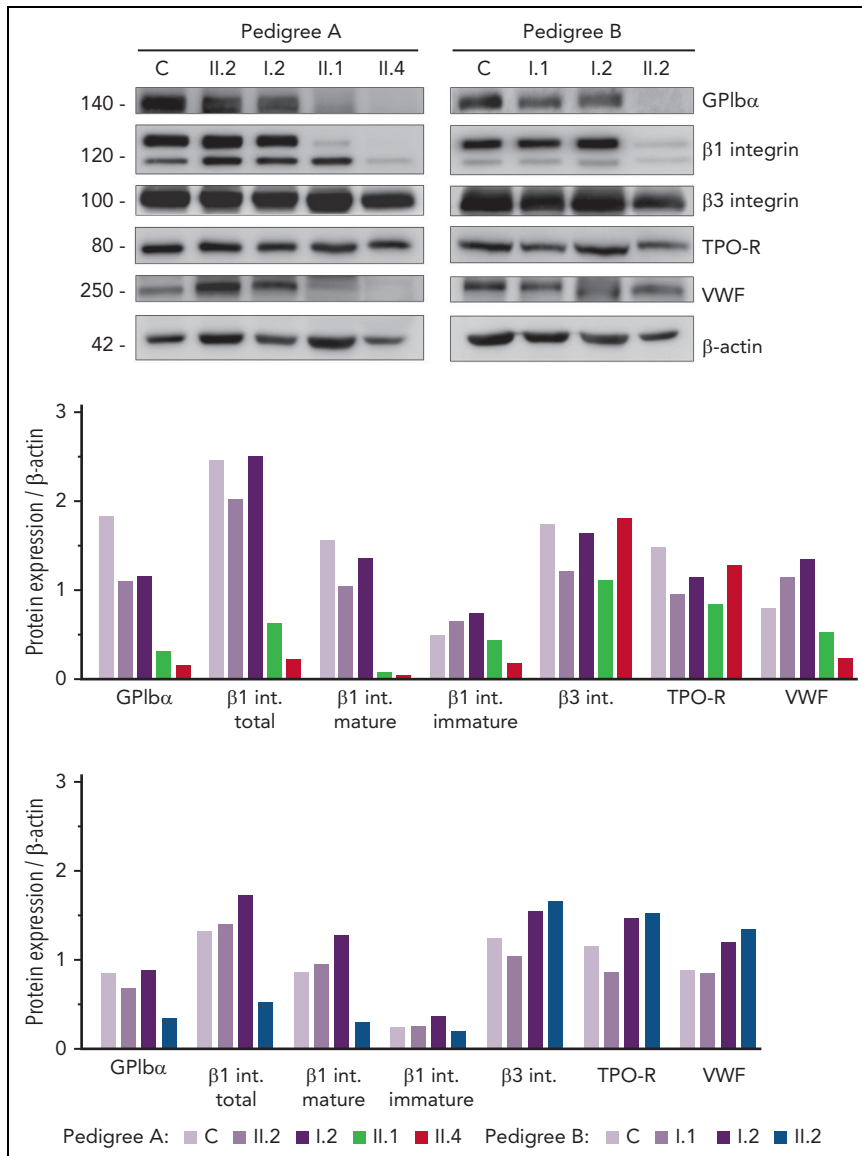 Pedigree A
Pedigree B
C II.2 I.2 II.1 II.4
C I.1 I.2 II.2
140 - GPIbα
120 - β1 integrin
100 - β3 integrin
80 - TPO-R
250 - VWF
42 - β-actin
Protein expression / β-actin
3
2
1
0
GPIbα
β1 int.
total
β1 int.
mature
β1 int.
immature
β3 int.
TPO-R
VWF
Protein expression / β-actin
3
2
1
0
GPIbα
β1 int.
total
β1 int.
mature
β1 int.
immature
β3 int.
TPO-R
VWF
Pedigree A: C II.2 I.2 II.1 II.4 Pedigree B: C I.1 I.2 II.2